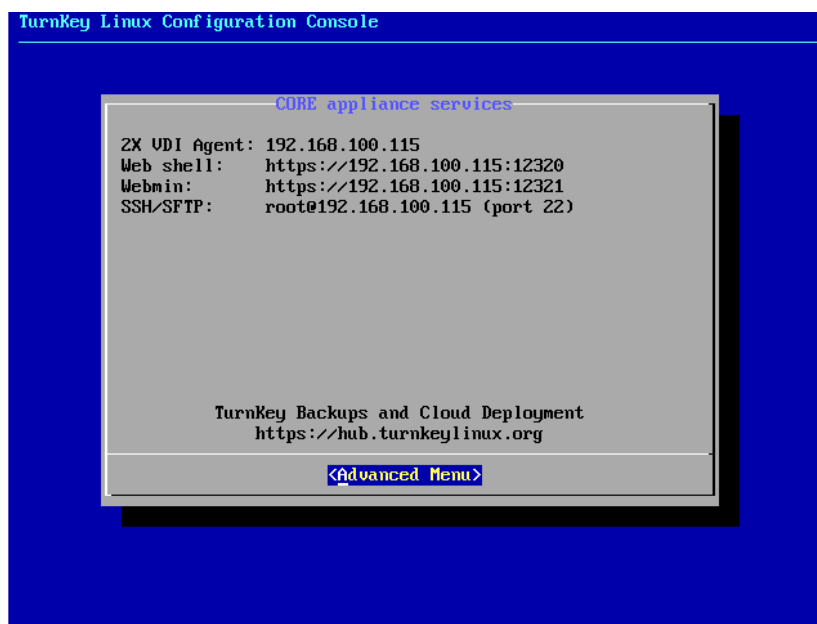 TurnKey Linux Configuration Console
CORE appliance services
2X VDI Agent: 192.168.100.115
Web shell: https://192.168.100.115:12320
Webmin: https://192.168.100.115:12321
SSH/SFTP: root@192.168.100.115 (port 22)
TurnKey Backups and Cloud Deployment
https://hub.turnkeylinux.org
<Advanced Menu>